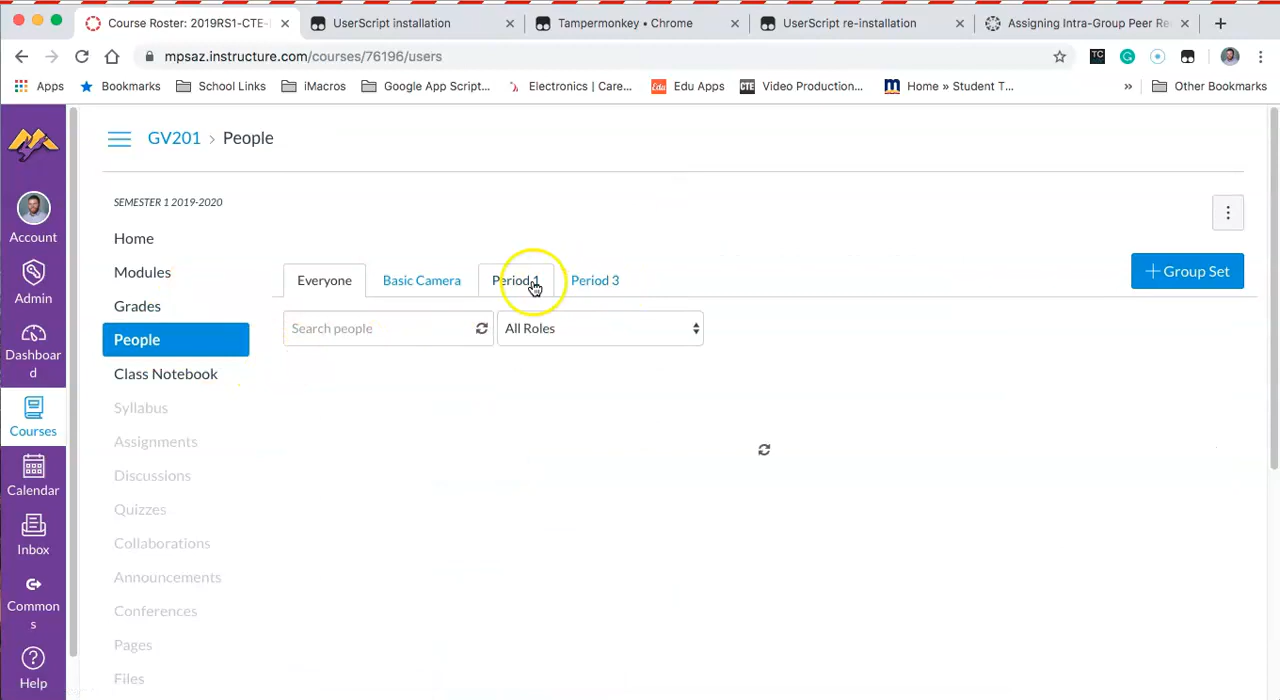 Course Roster: 2019RS1-CTE-
UserScript installation
Tampermonkey • Chrome
UserScript re-installation
Assigning Intra-Group Peer Re
mpsaz.instructure.com/courses/76196/users
TC
Apps
Bookmarks
School Links
iMacros
Google App Script...
Electronics | Care...
Edu
Edu Apps
CTE
Video Production...
Home » Student T...
»
Other Bookmarks
GV201 › People
SEMESTER 1 2019-2020
Account
Admin
Dashboar
d
Courses
Calendar
Inbox
Common
s
Help
Home
Modules
Grades
People
Class Notebook
Syllabus
Assignments
Discussions
Quizzes
Collaborations
Announcements
Conferences
Pages
Files
Everyone
Basic Camera
Period 1
Period 3
+ Group Set
Search people
All Roles